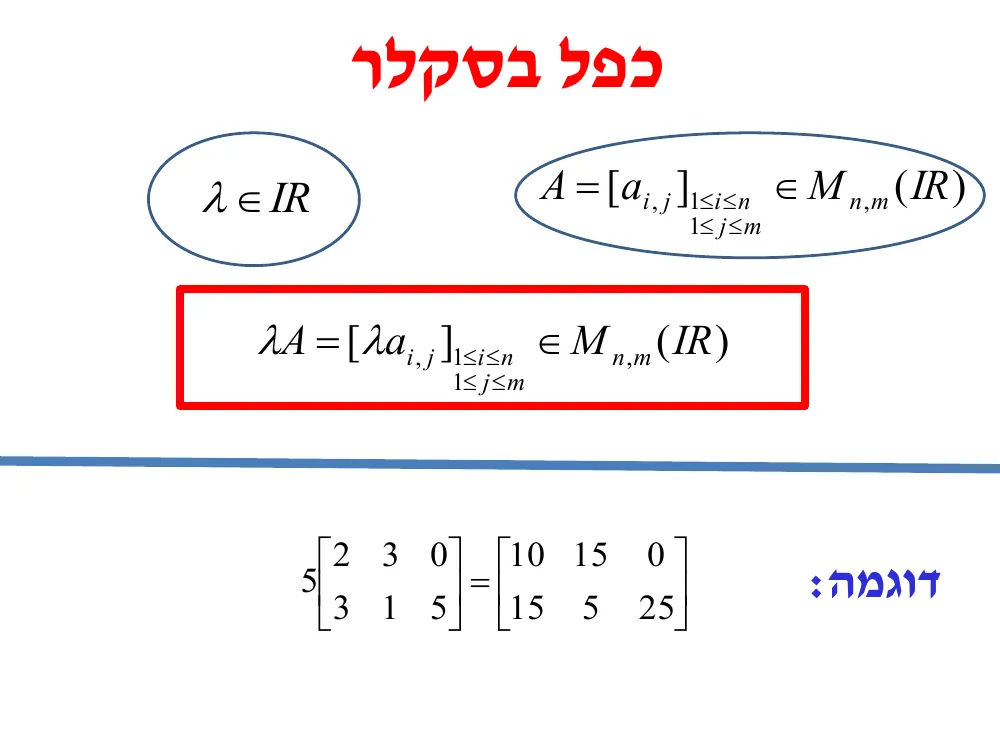 כפל בסקלר
λ ∈ IR
A = [a_{i,j}]_{1≤i≤n, 1≤j≤m} ∈ M_{n,m}(IR)
λA = [λa_{i,j}]_{1≤i≤n, 1≤j≤m} ∈ M_{n,m}(IR)
דוגמה:
5[2 3 0; 3 1 5] = [10 15 0; 15 5 25]